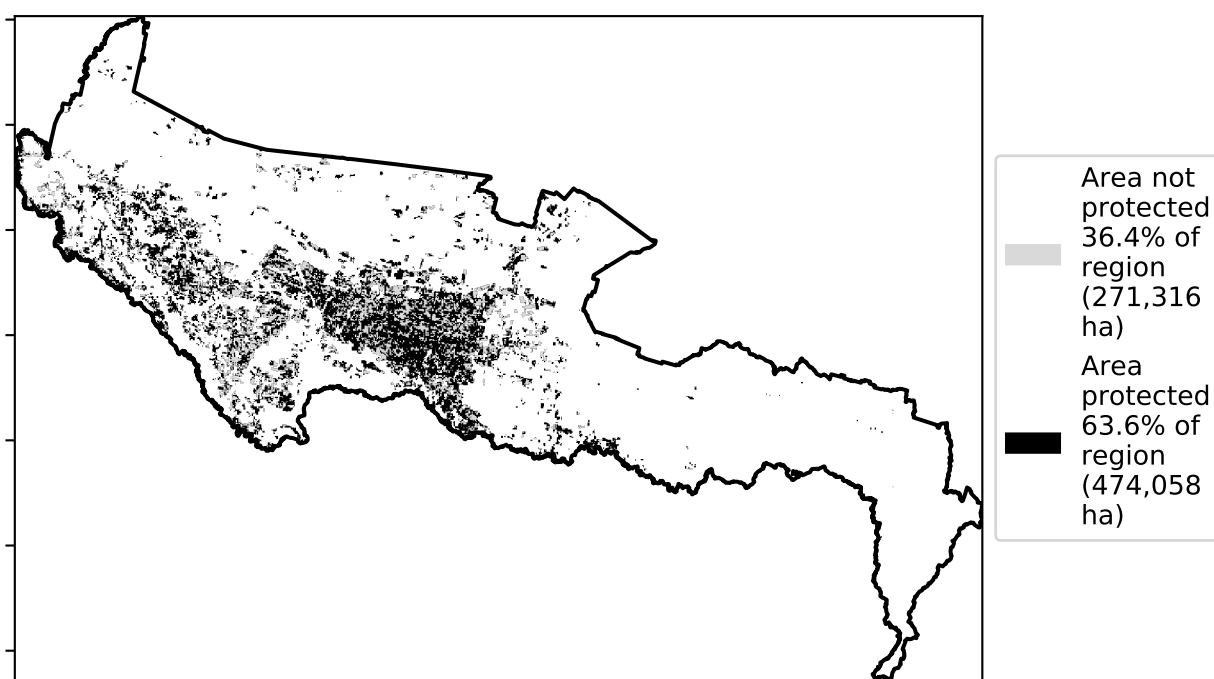 Area not
protected
36.4% of
region
(271,316
ha)
Area
protected
63.6% of
region
(474,058
ha)